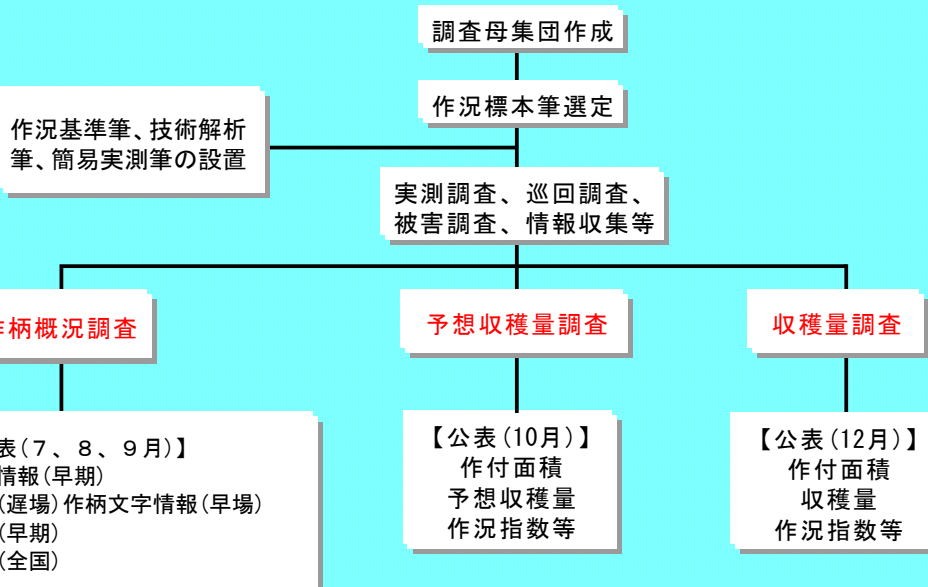 調査母集団作成
作況標本筆選定
作況基準筆、技術解析
筆、簡易実測筆の設置
実測調査、巡回調査、
被害調査、情報収集等
柄概況調査
予想収穫量調査
収穫量調査
表(７、８、９月)】
情報(早期)
(遅場)作柄文字情報(早場)
(早期)
(全国)
【公表(10月)】
作付面積
予想収穫量
作況指数等
【公表(12月)】
作付面積
収穫量
作況指数等